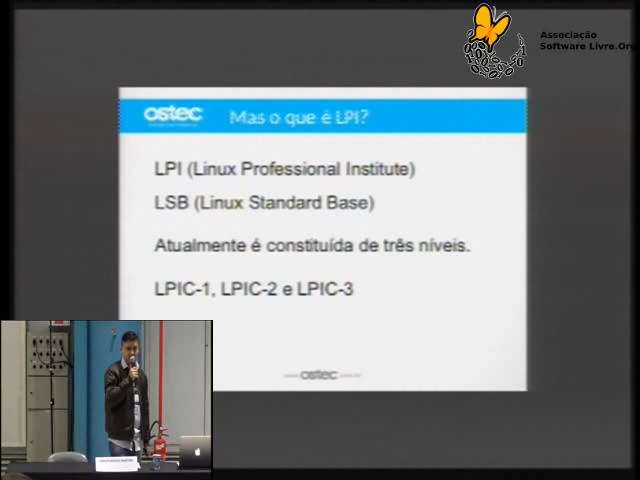 Associação
Software Livre.Or
ostec
Mas o que é LPI?
LPI (Linux Professional Institute)
LSB (Linux Standard Base)
Atualmente é constituída de três níveis.
LPIC-1, LPIC-2 e LPIC-3
ostec